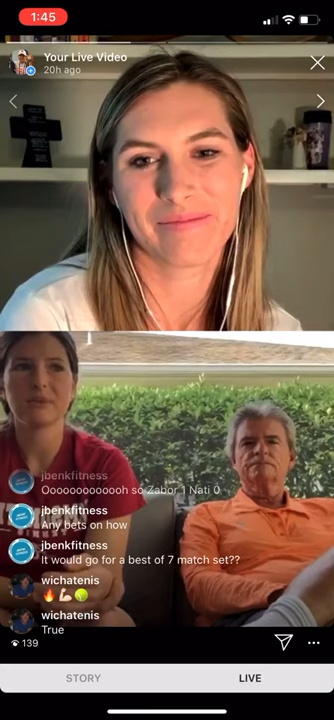 1:45
Your Live Video
20h ago
jbenkfitness
Ooooooooooooh so Zabor 1 Nati 0
jbenkfitness
Any bets on how
jbenkfitness
It would go for a best of 7 match set??
wichatenis
🔥💪🏻🎾
wichatenis
True
139
STORY LIVE